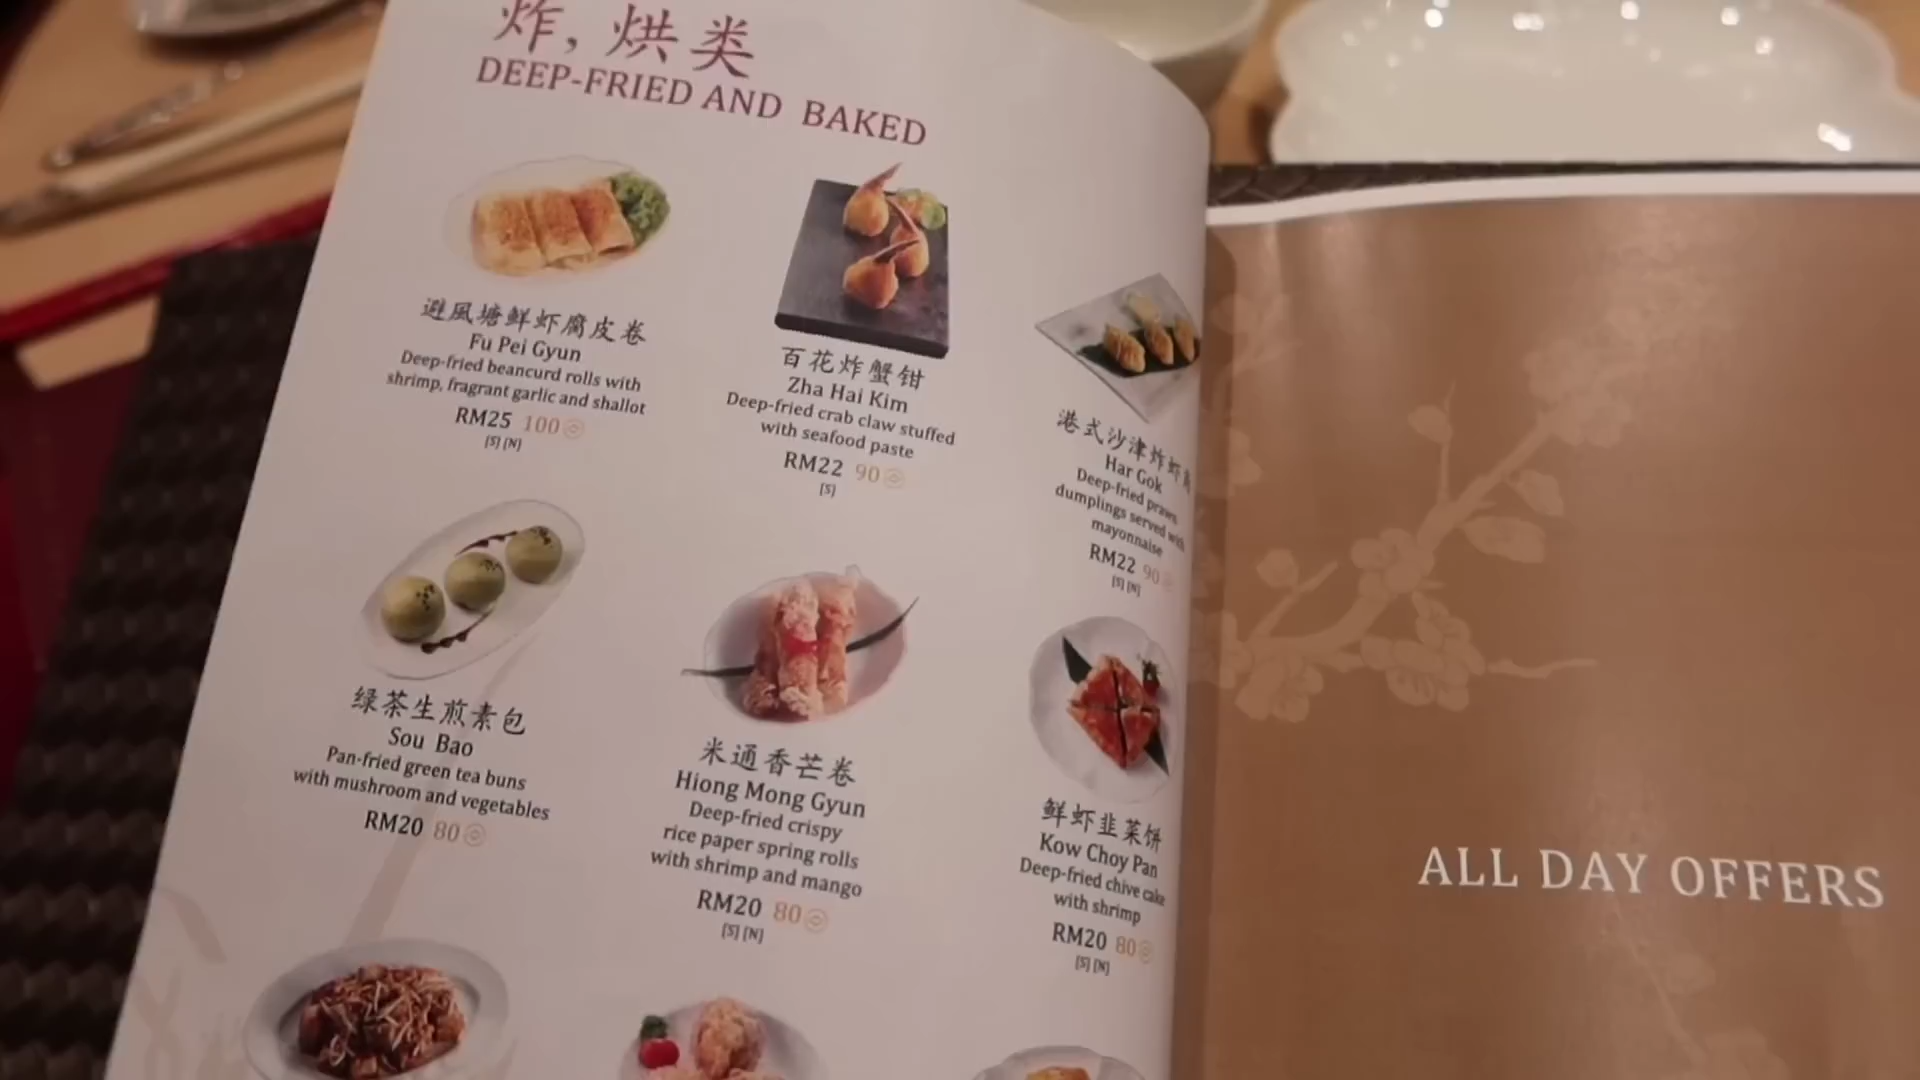 炸,烘类
DEEP-FRIED AND BAKED
避風塘鲜虾腐皮卷
Fu Pei Gyun
Deep-fried beancurd rolls with
shrimp, fragrant garlic and shallot
RM25 100
[S] [N]
百花炸蟹钳
Zha Hai Kim
Deep-fried crab claw stuffed
with seafood paste
RM22 90
[S]
港式沙津炸虾
Har Gok
Deep-fried prawn
dumplings served with
mayonnaise
RM22 90
[S] [N]
绿茶生煎素包
Sou Bao
Pan-fried green tea buns
with mushroom and vegetables
RM20 80
米通香芒卷
Hiong Mong Gyun
Deep-fried crispy
rice paper spring rolls
with shrimp and mango
RM20 80
[S] [N]
鲜虾韭菜饼
Kow Choy Pan
Deep-fried chive cake
with shrimp
RM20 80
[S] [N]
ALL DAY OFFERS